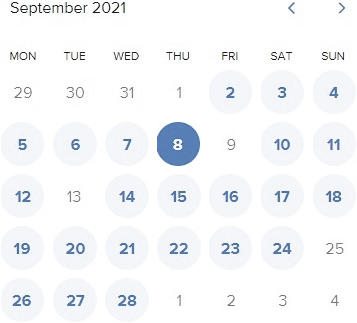 September 2021
MON TUE WED THU FRI SAT SUN
29 30 31 1 2 3 4
5 6 7 8 9 10 11
12 13 14 15 16 17 18
19 20 21 22 23 24 25
26 27 28 1 2 3 4